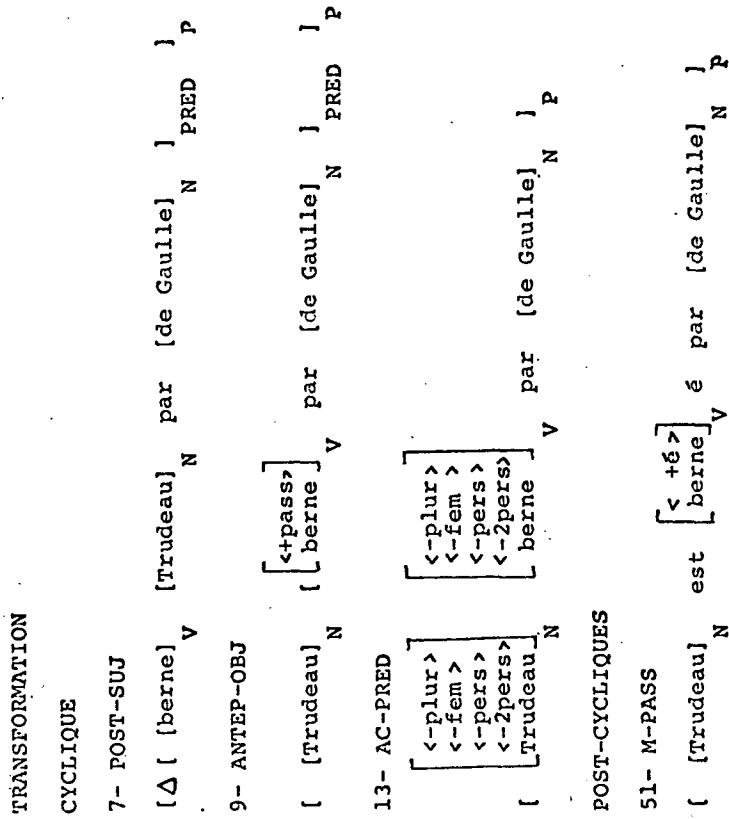 TRANSFORMATION
CYCLIQUE
7- POST-SUJ
[Δ [ [berne]V [Trudeau]N par [de Gaulle]N ]PRED ]P
9- ANTEP-OBJ
<+pass>
[ [Trudeau]N [ berne ]V par [de Gaulle]N ]PRED ]P
13- AC-PRED
<-plur> <-plur>
<-fem > <-fem >
<-pers> <-pers>
<-2pers> <-2pers>
[ Trudeau N berne V par [de Gaulle]N ]P
POST-CYCLIQUES
51- M-PASS
< +é >
[ [Trudeau]N est [ berne ]V é par [de Gaulle]N ]P